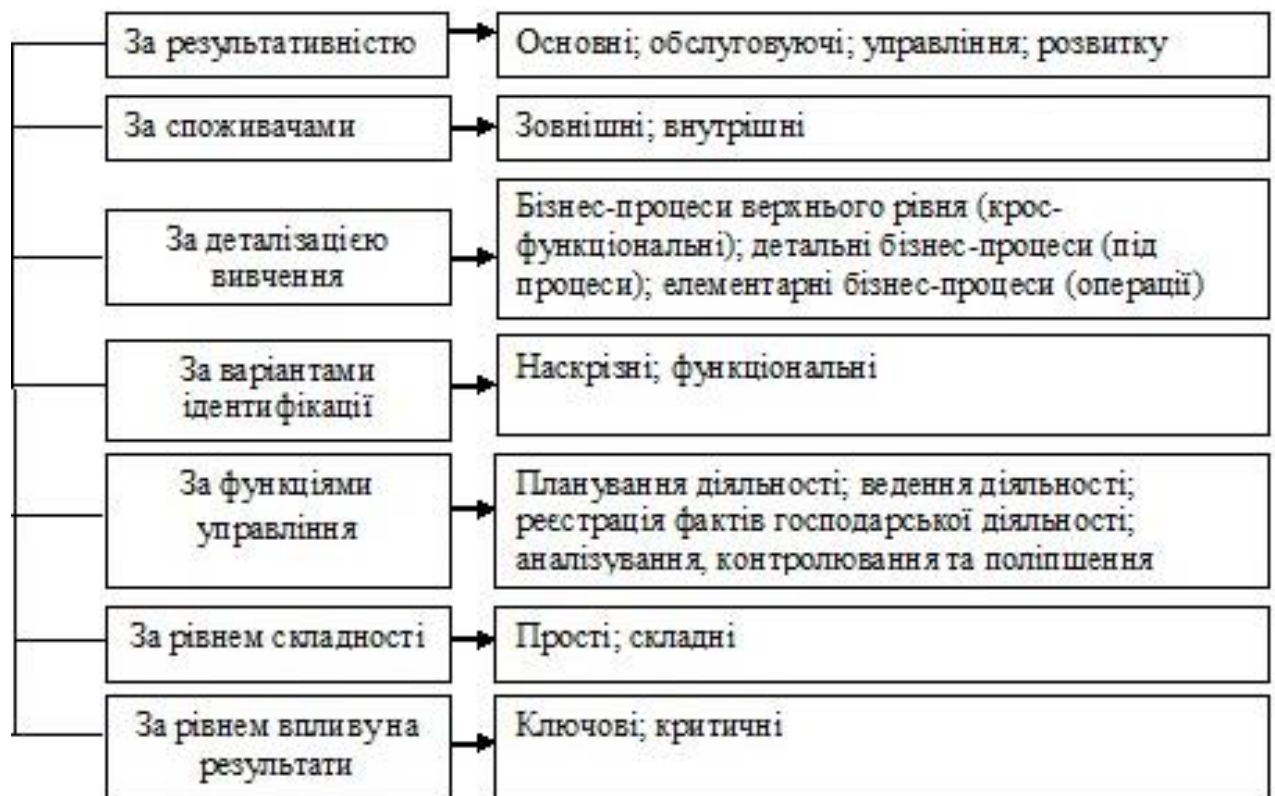 За результативністю
Основні; обслуговуючі; управління; розвитку
За споживачами
Зовнішні; внутрішні
За деталізацією
вивчення
Бізнес-процеси верхнього рівня (крос-
функціональні); детальні бізнес-процеси (під
процеси); елементарні бізнес-процеси (операції)
За варіантами
ідентифікації
Наскрізні; функціональні
За функціями
управління
Планування діяльності; ведення діяльності;
реєстрація фактів господарської діяльності;
аналізування, контролювання та поліпшення
За рівнем складності
Прості; складні
За рівнем впливу на
результати
Ключові; критичні